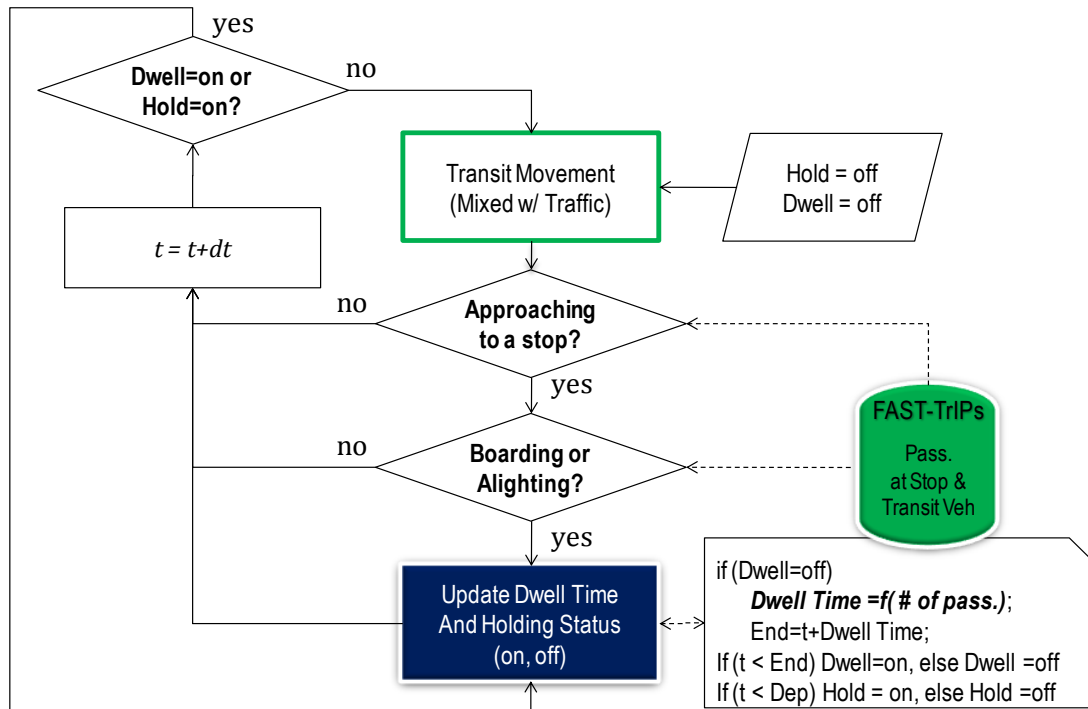 yes
Dwell=on or
Hold=on?
no
Transit Movement
(Mixed w/ Traffic)
Hold = off
Dwell = off
t = t+dt
no
Approaching
to a stop?
yes
FAST-TrIPs
Pass.
at Stop &
Transit Veh
no
Boarding or
Alighting?
yes
Update Dwell Time
And Holding Status
(on, off)
if (Dwell=off)
Dwell Time =f( # of pass.);
End=t+Dwell Time;
If (t < End) Dwell=on, else Dwell =off
If (t < Dep) Hold = on, else Hold =off